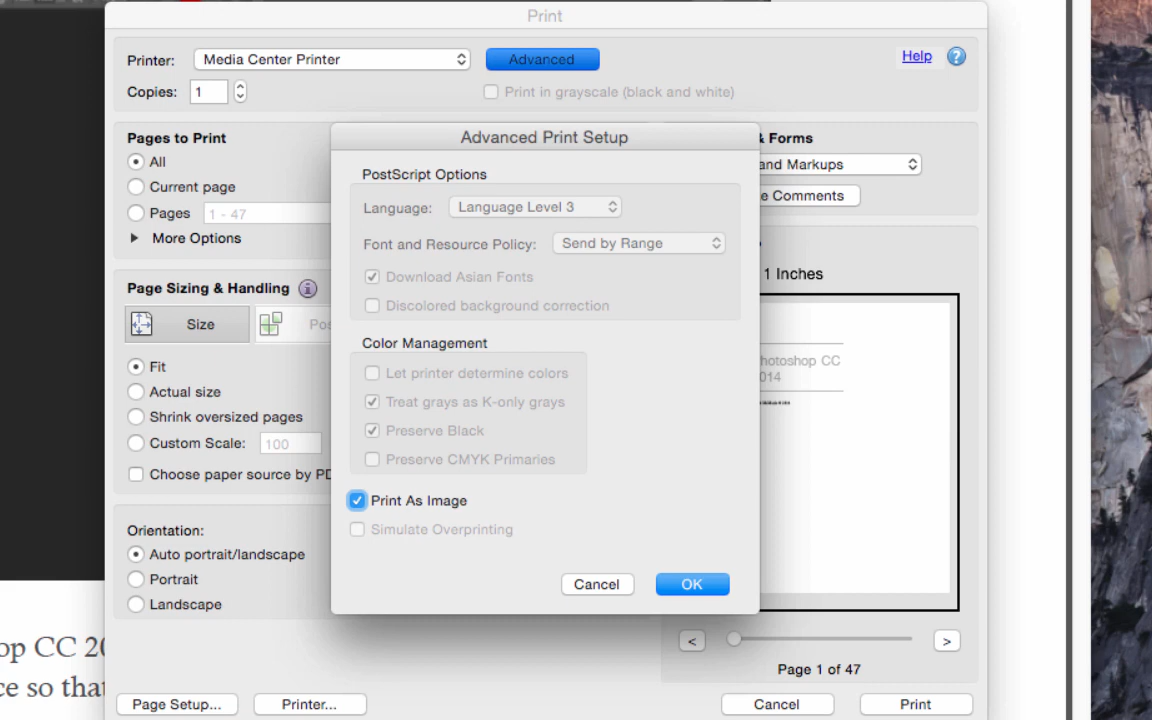 Print
Printer: Media Center Printer Advanced Help ?
Copies: 1 Print in grayscale (black and white)
Pages to Print
All
Current page
Pages 1 - 47
More Options
Page Sizing & Handling i
Size
Fit
Actual size
Shrink oversized pages
Custom Scale: 100
Choose paper source by
Orientation:
Auto portrait/landscape
Portrait
Landscape
Advanced Print Setup
PostScript Options
Language: Language Level 3
Font and Resource Policy: Send by Range
Download Asian Fonts
Discolored background correction
Color Management
Let printer determine colors
Treat grays as K-only grays
Preserve Black
Preserve CMYK Primaries
Print As Image
Simulate Overprinting
Cancel OK
& Forms
and Markups
Comments
1 Inches
hotoshop CC
014
< >
Page 1 of 47
op CC 20
ce so that
Page Setup... Printer... Cancel Print